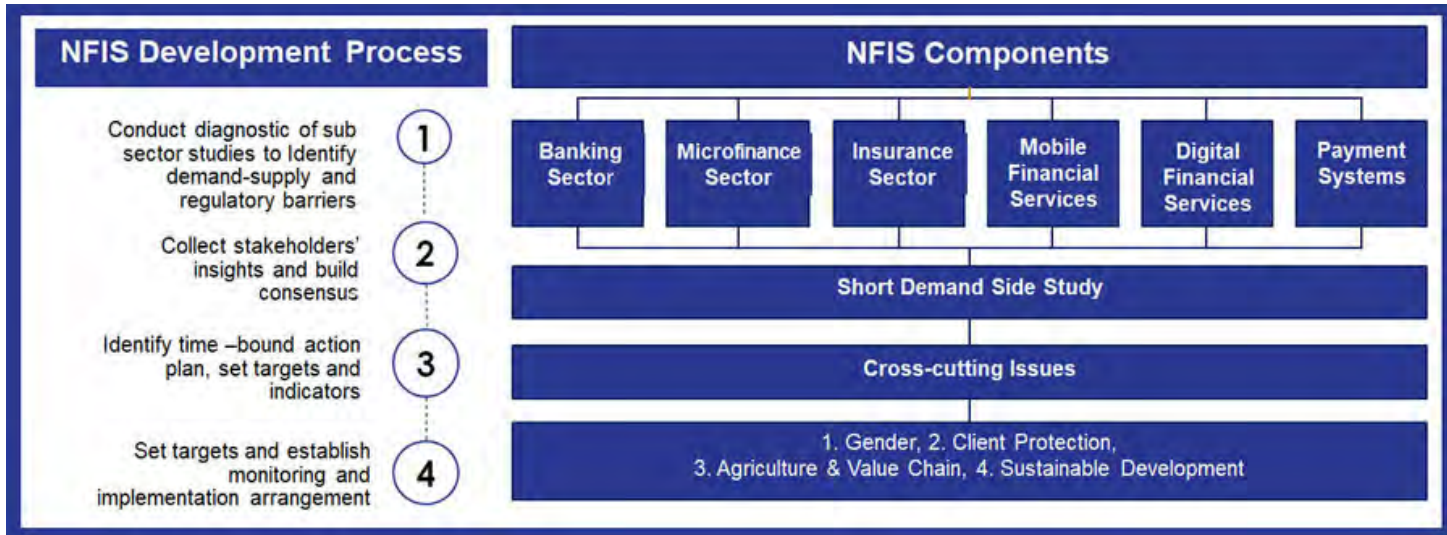 NFIS Development Process
Conduct diagnostic of sub
sector studies to Identify
demand-supply and
regulatory barriers
1
Collect stakeholders'
insights and build
consensus
2
Identify time –bound action
plan, set targets and
indicators
3
Set targets and establish
monitoring and
implementation arrangement
4
NFIS Components
Banking
Sector
Microfinance
Sector
Insurance
Sector
Mobile
Financial
Services
Digital
Financial
Services
Payment
Systems
Short Demand Side Study
Cross-cutting Issues
1. Gender, 2. Client Protection,
3. Agriculture & Value Chain, 4. Sustainable Development